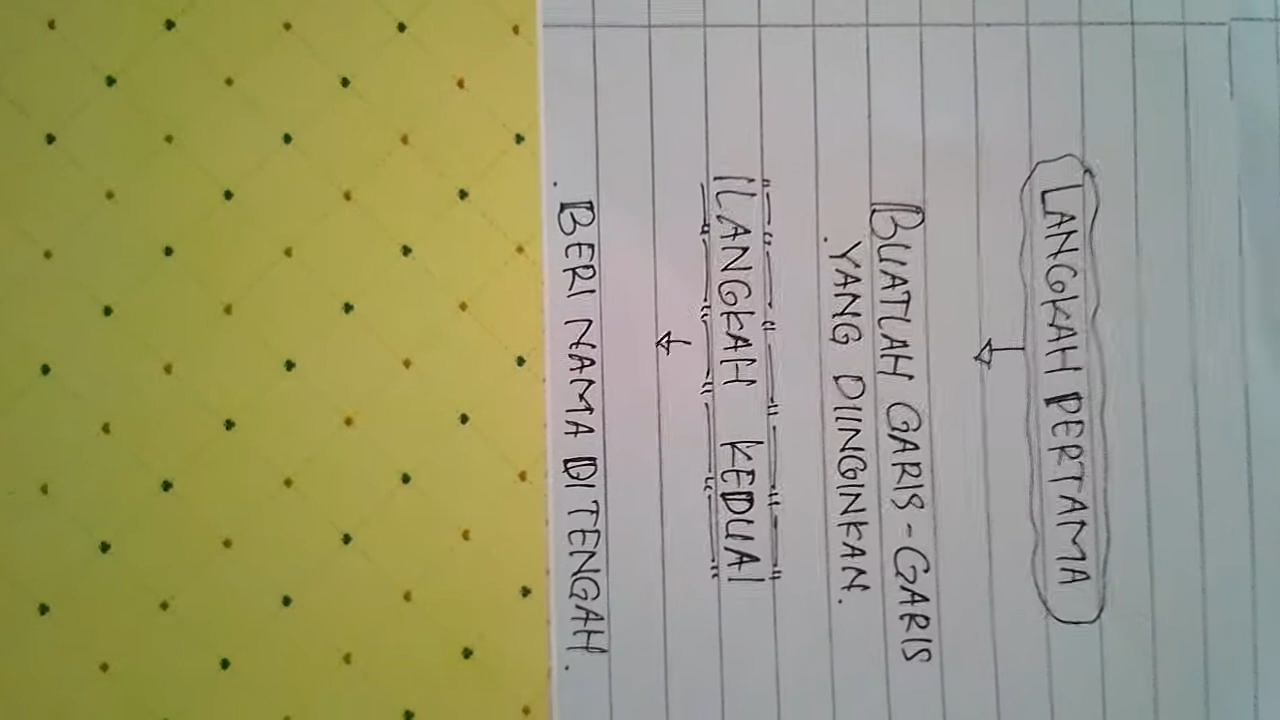 LANGKAH PERTAMA
BUATLAH GARIS-GARIS
YANG DIINGINKAN.
LANGKAH KEDUA
BERI NAMA DI TENGAH.